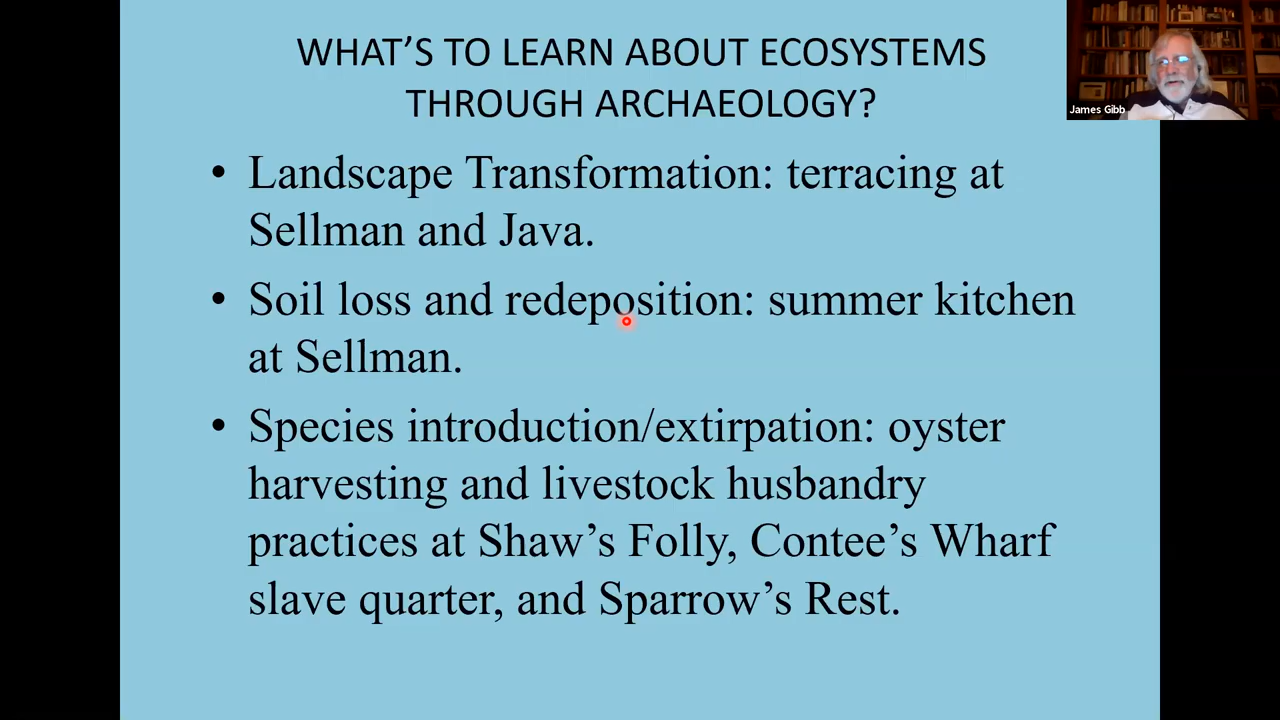 WHAT’S TO LEARN ABOUT ECOSYSTEMS
THROUGH ARCHAEOLOGY?
James Gibb
• Landscape Transformation: terracing at
Sellman and Java.
• Soil loss and redeposition: summer kitchen
at Sellman.
• Species introduction/extirpation: oyster
harvesting and livestock husbandry
practices at Shaw’s Folly, Contee’s Wharf
slave quarter, and Sparrow’s Rest.